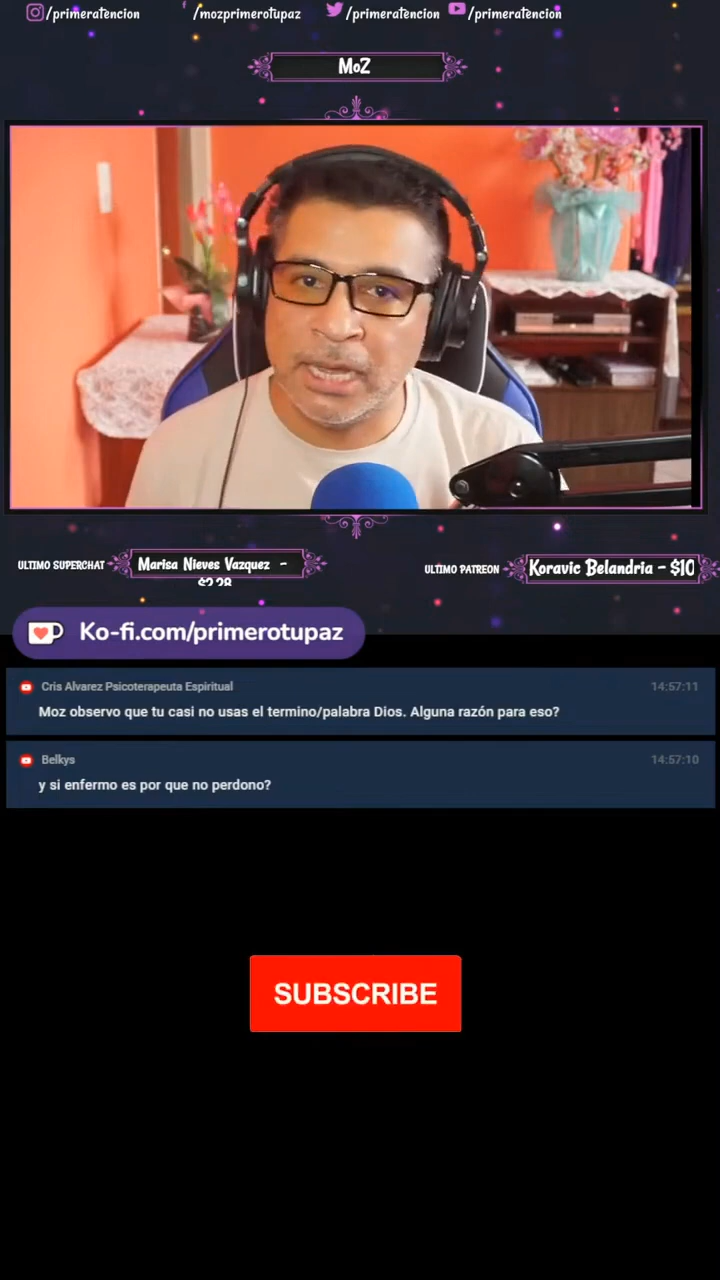 /primeratencion
/mozprimerotupaz
/primeratencion
/primeratencion
MoZ
ULTIMO SUPERCHAT
Marisa Nieves Vazquez -
$2.28
ULTIMO PATREON
Koravic Belandria - $10
Ko-fi.com/primerotupaz
Cris Alvarez Psicoterapeuta Espiritual
14:57:11
Moz observo que tu casi no usas el termino/palabra Dios. Alguna razón para eso?
Belkys
14:57:10
y si enfermo es por que no perdono?
SUBSCRIBE